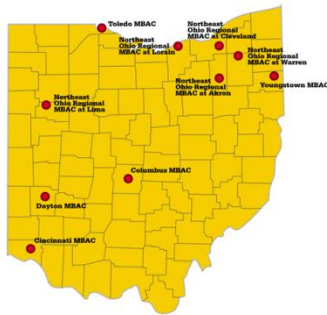 Toledo MBAC
Northeast
Ohio Regional
MBAC at Lorain
Northeast
Ohio Regional
MBAC at Cleveland
Northeast
Ohio Regional
MBAC at Warren
Northeast
Ohio Regional
MBAC at Akron
Youngstown MBAC
Northeast
Ohio Regional
MBAC at Lima
Columbus MBAC
Dayton MBAC
Cincinnati MBAC